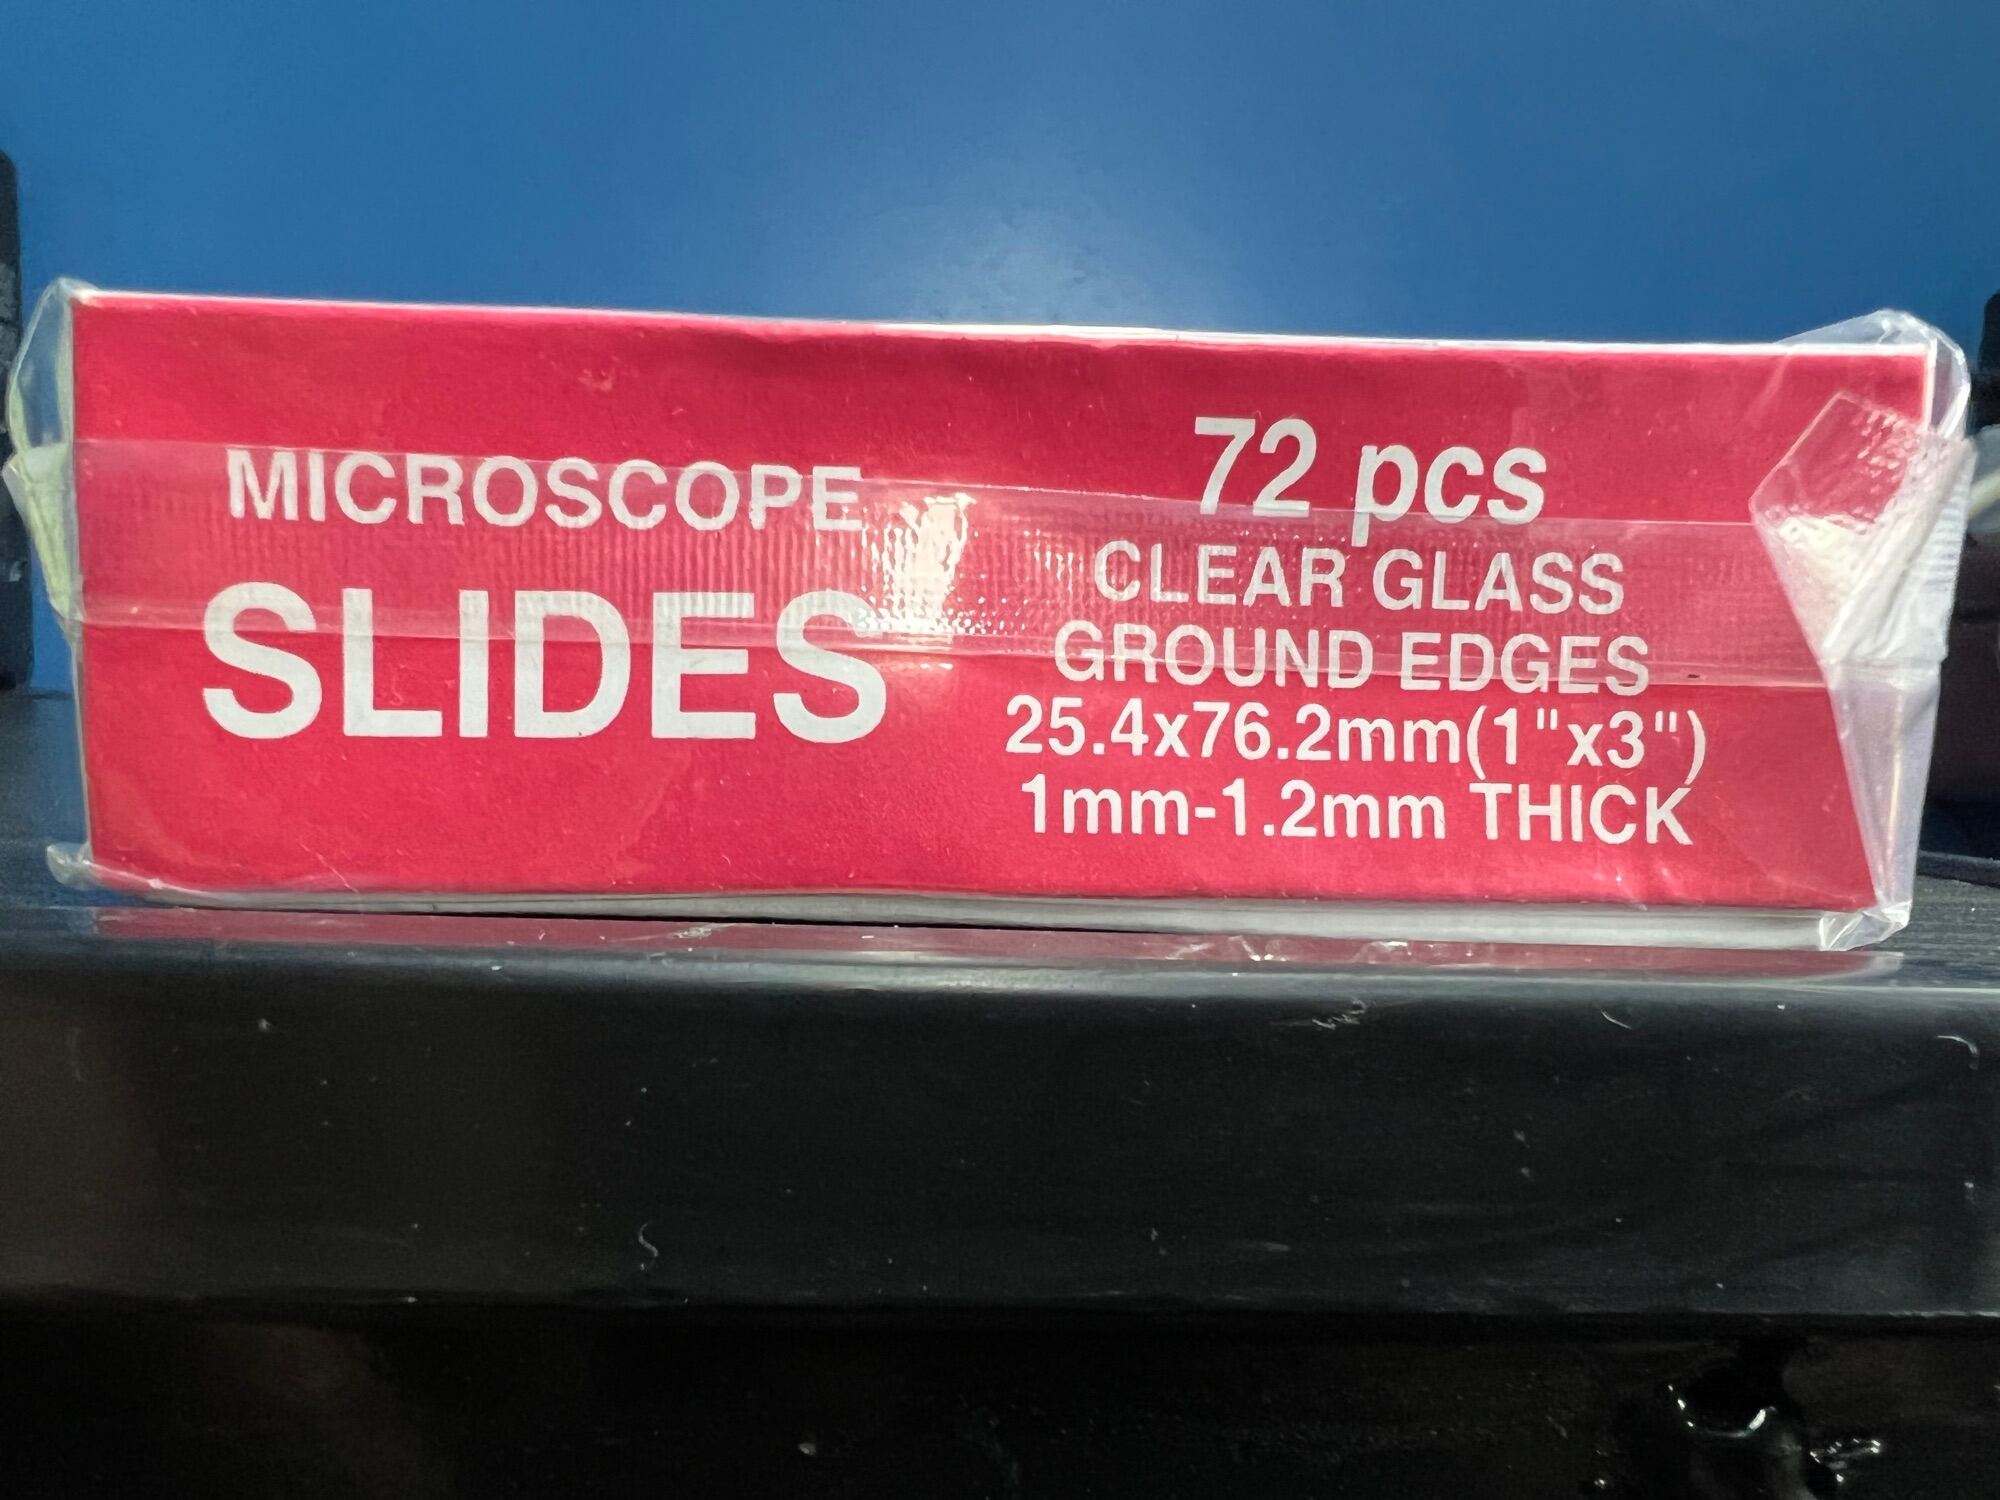 MICROSCOPE
SLIDES
72 pcs
CLEAR GLASS
GROUND EDGES
25.4x76.2mm(1"x3")
1mm-1.2mm THICK